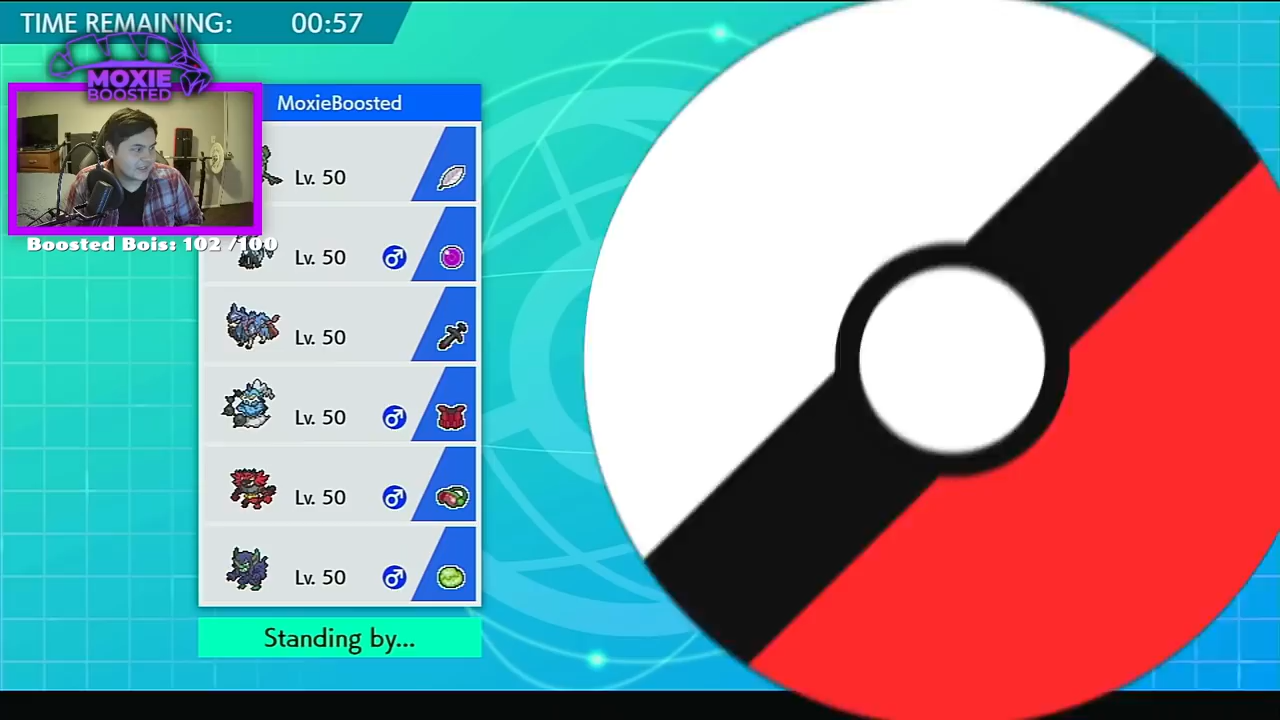 TIME REMAINING: 00:57
MOXIE
BOOSTED
MoxieBoosted
Lv. 50
Boosted Bois: 102 /100
Lv. 50
Lv. 50
Lv. 50
Lv. 50
Lv. 50
Standing by...